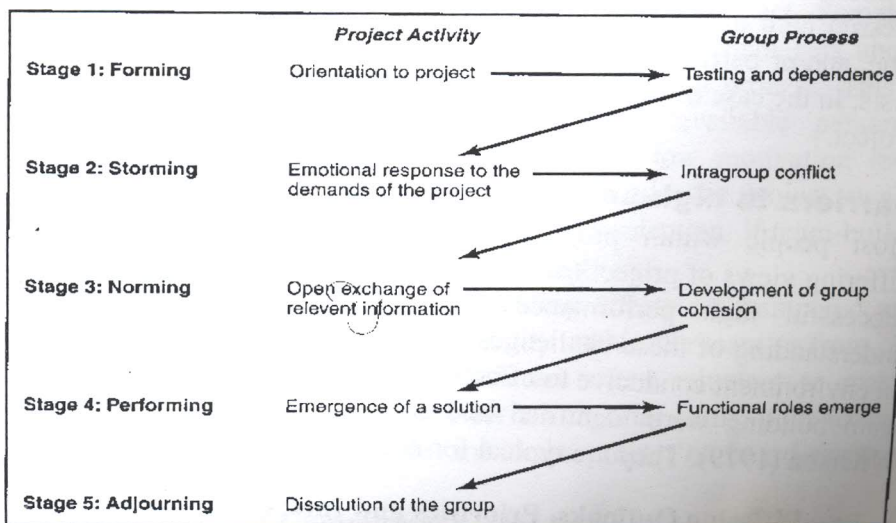 Project Activity Group Process
Stage 1: Forming Orientation to project Testing and dependence
Stage 2: Storming Emotional response to the Intragroup conflict
demands of the project
Stage 3: Norming Open exchange of Development of group
relevent information cohesion
Stage 4: Performing Emergence of a solution Functional roles emerge
Stage 5: Adjourning Dissolution of the group